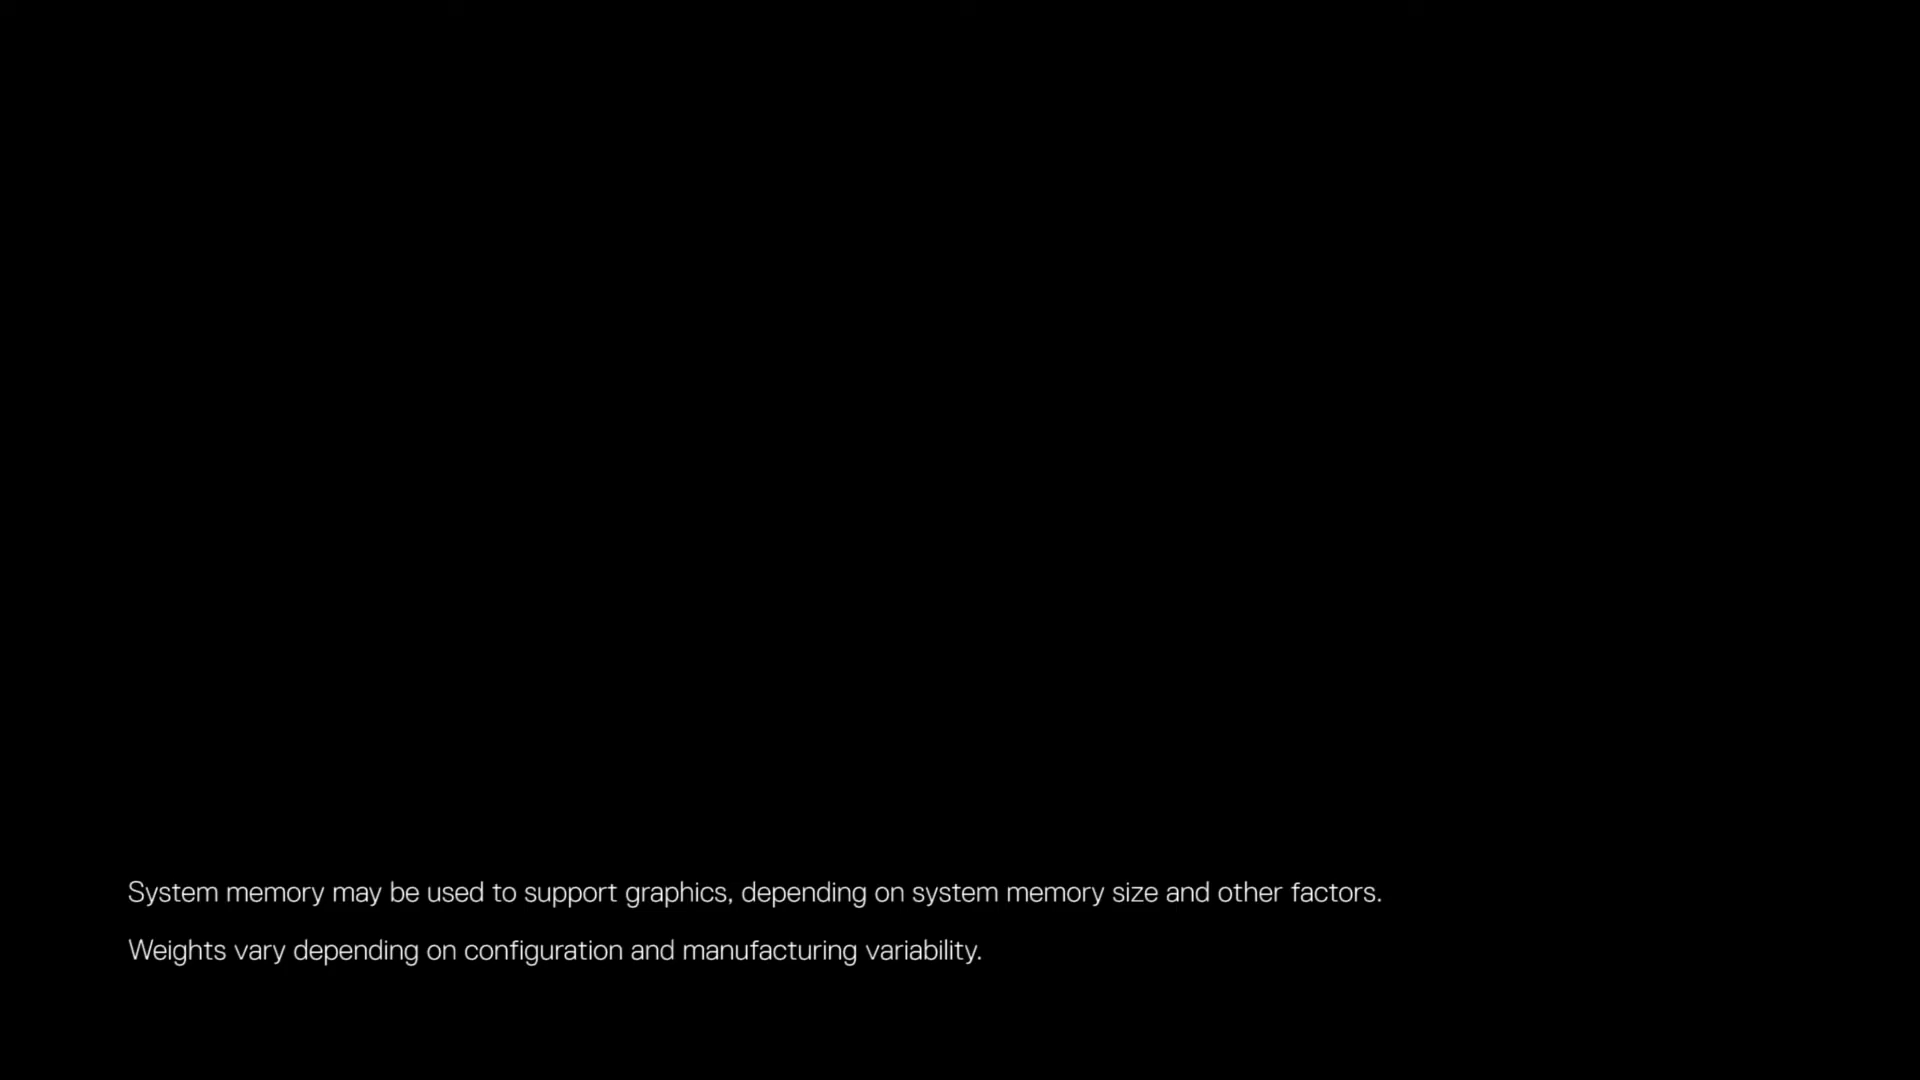 System memory may be used to support graphics, depending on system memory size and other factors.
Weights vary depending on configuration and manufacturing variability.